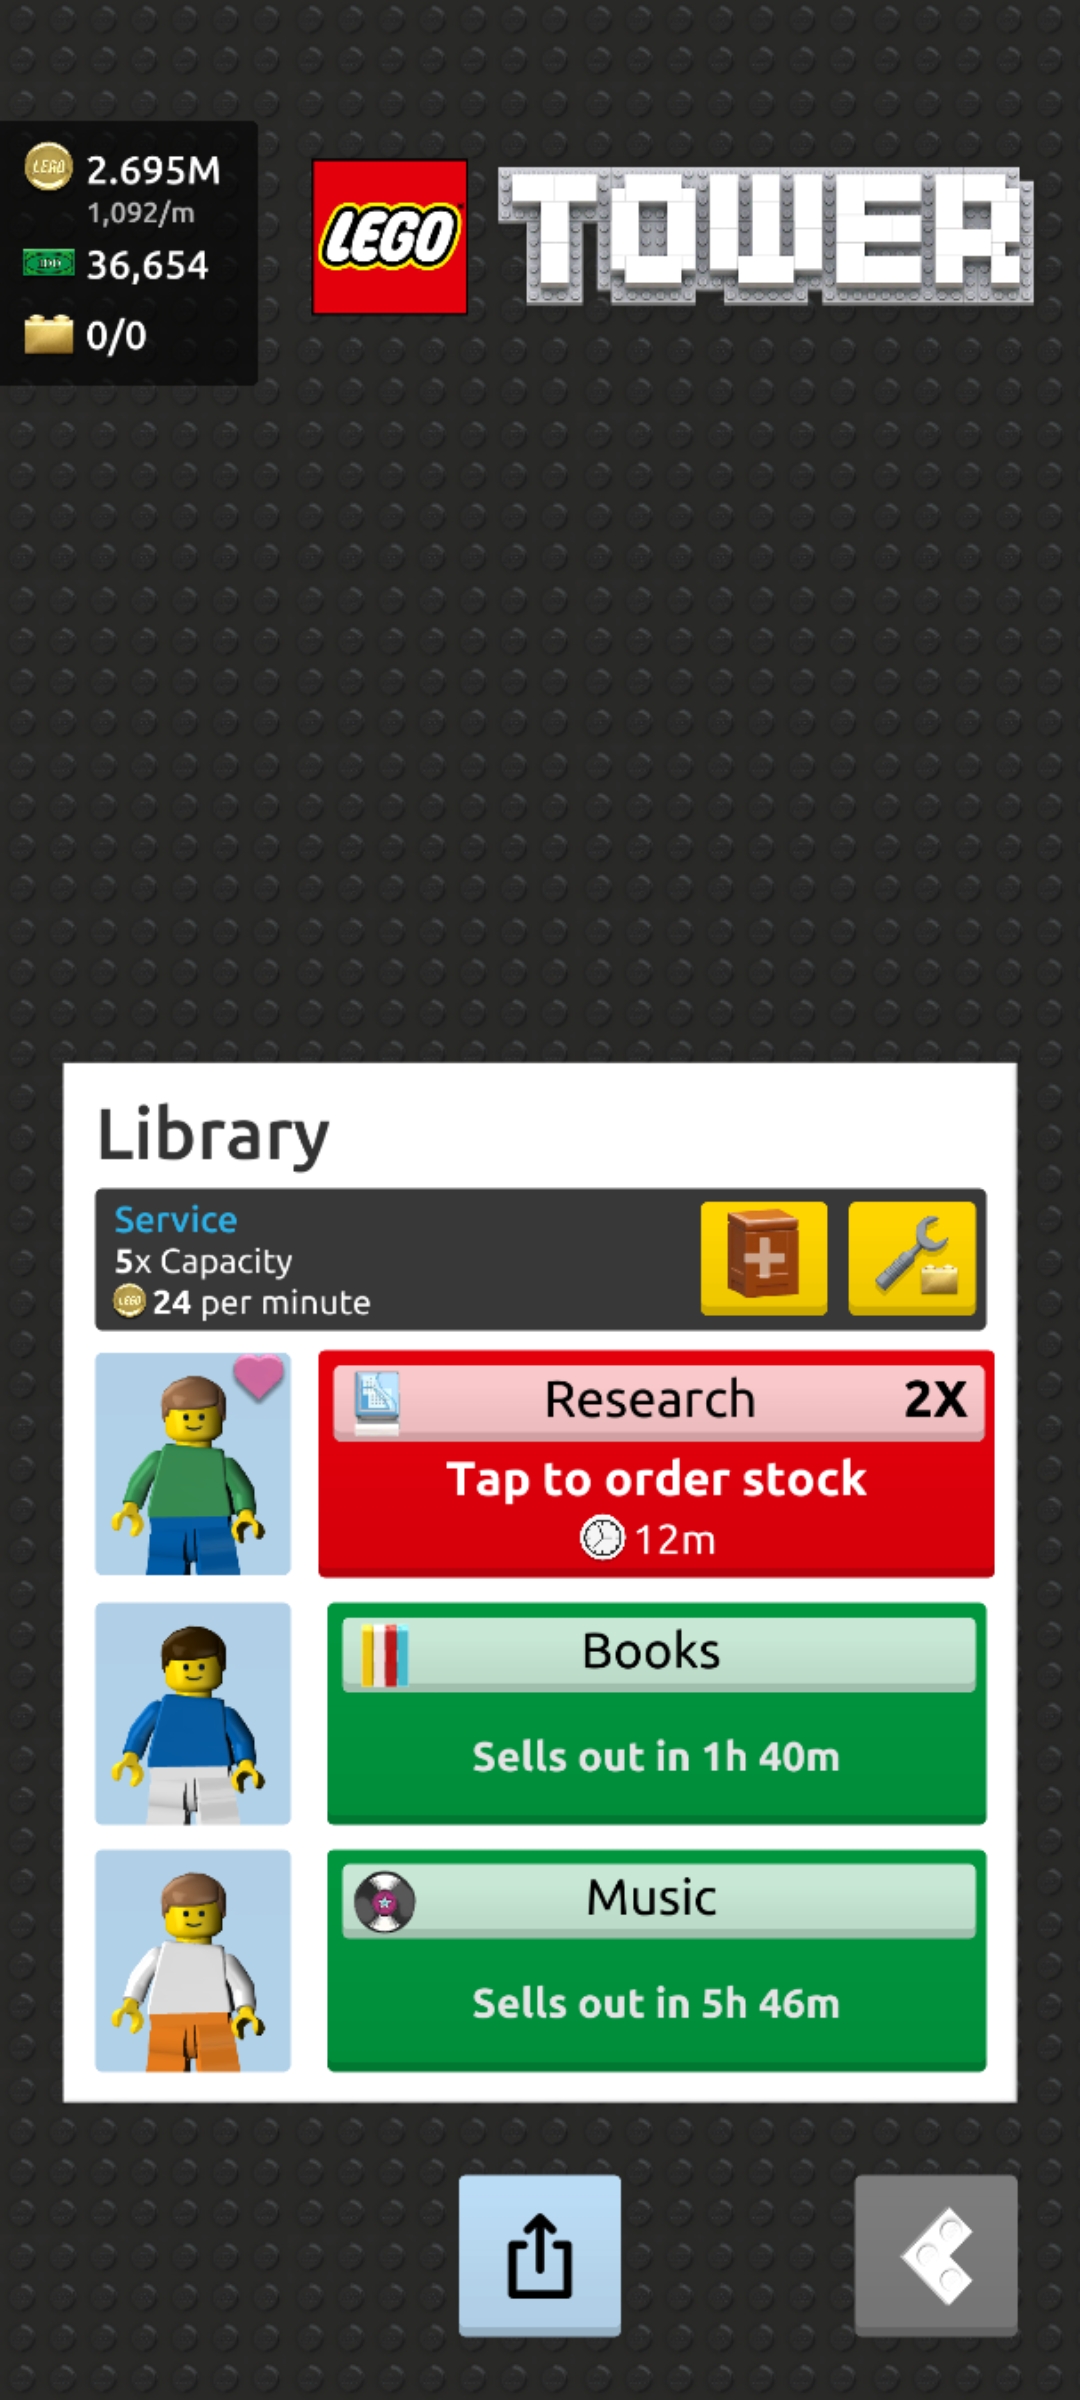 2.695M
1,092/m
36,654
0/0
LEGO TOWER
Library
Service
5x Capacity
24 per minute
Research 2X
Tap to order stock
12m
Books
Sells out in 1h 40m
Music
Sells out in 5h 46m